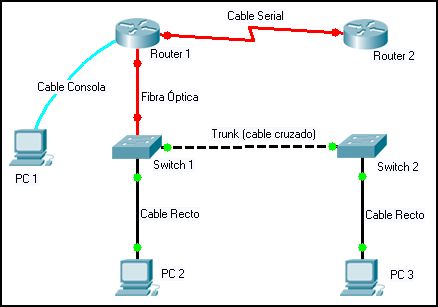 Cable Serial
Router 1
Router 2
Cable Consola
Fibra Óptica
Trunk (cable cruzado)
PC 1
Switch 1
Switch 2
Cable Recto
Cable Recto
PC 2
PC 3